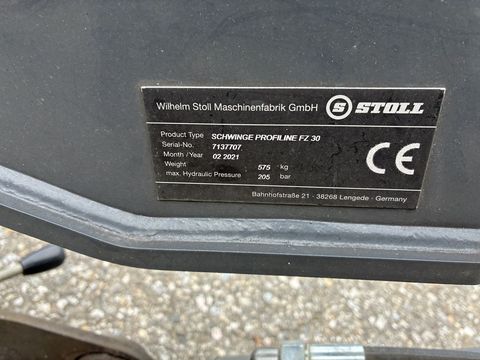 Wilhelm Stoll Maschinenfabrik GmbH S STOLL
Product Type SCHWINGE PROFILINE FZ 30
Serial-No. 7137707
Month / Year 02 2021
Weight 575 kg
max. Hydraulic Pressure 205 bar
CE
Bahnhofstraße 21 - 38268 Lengede - Germany